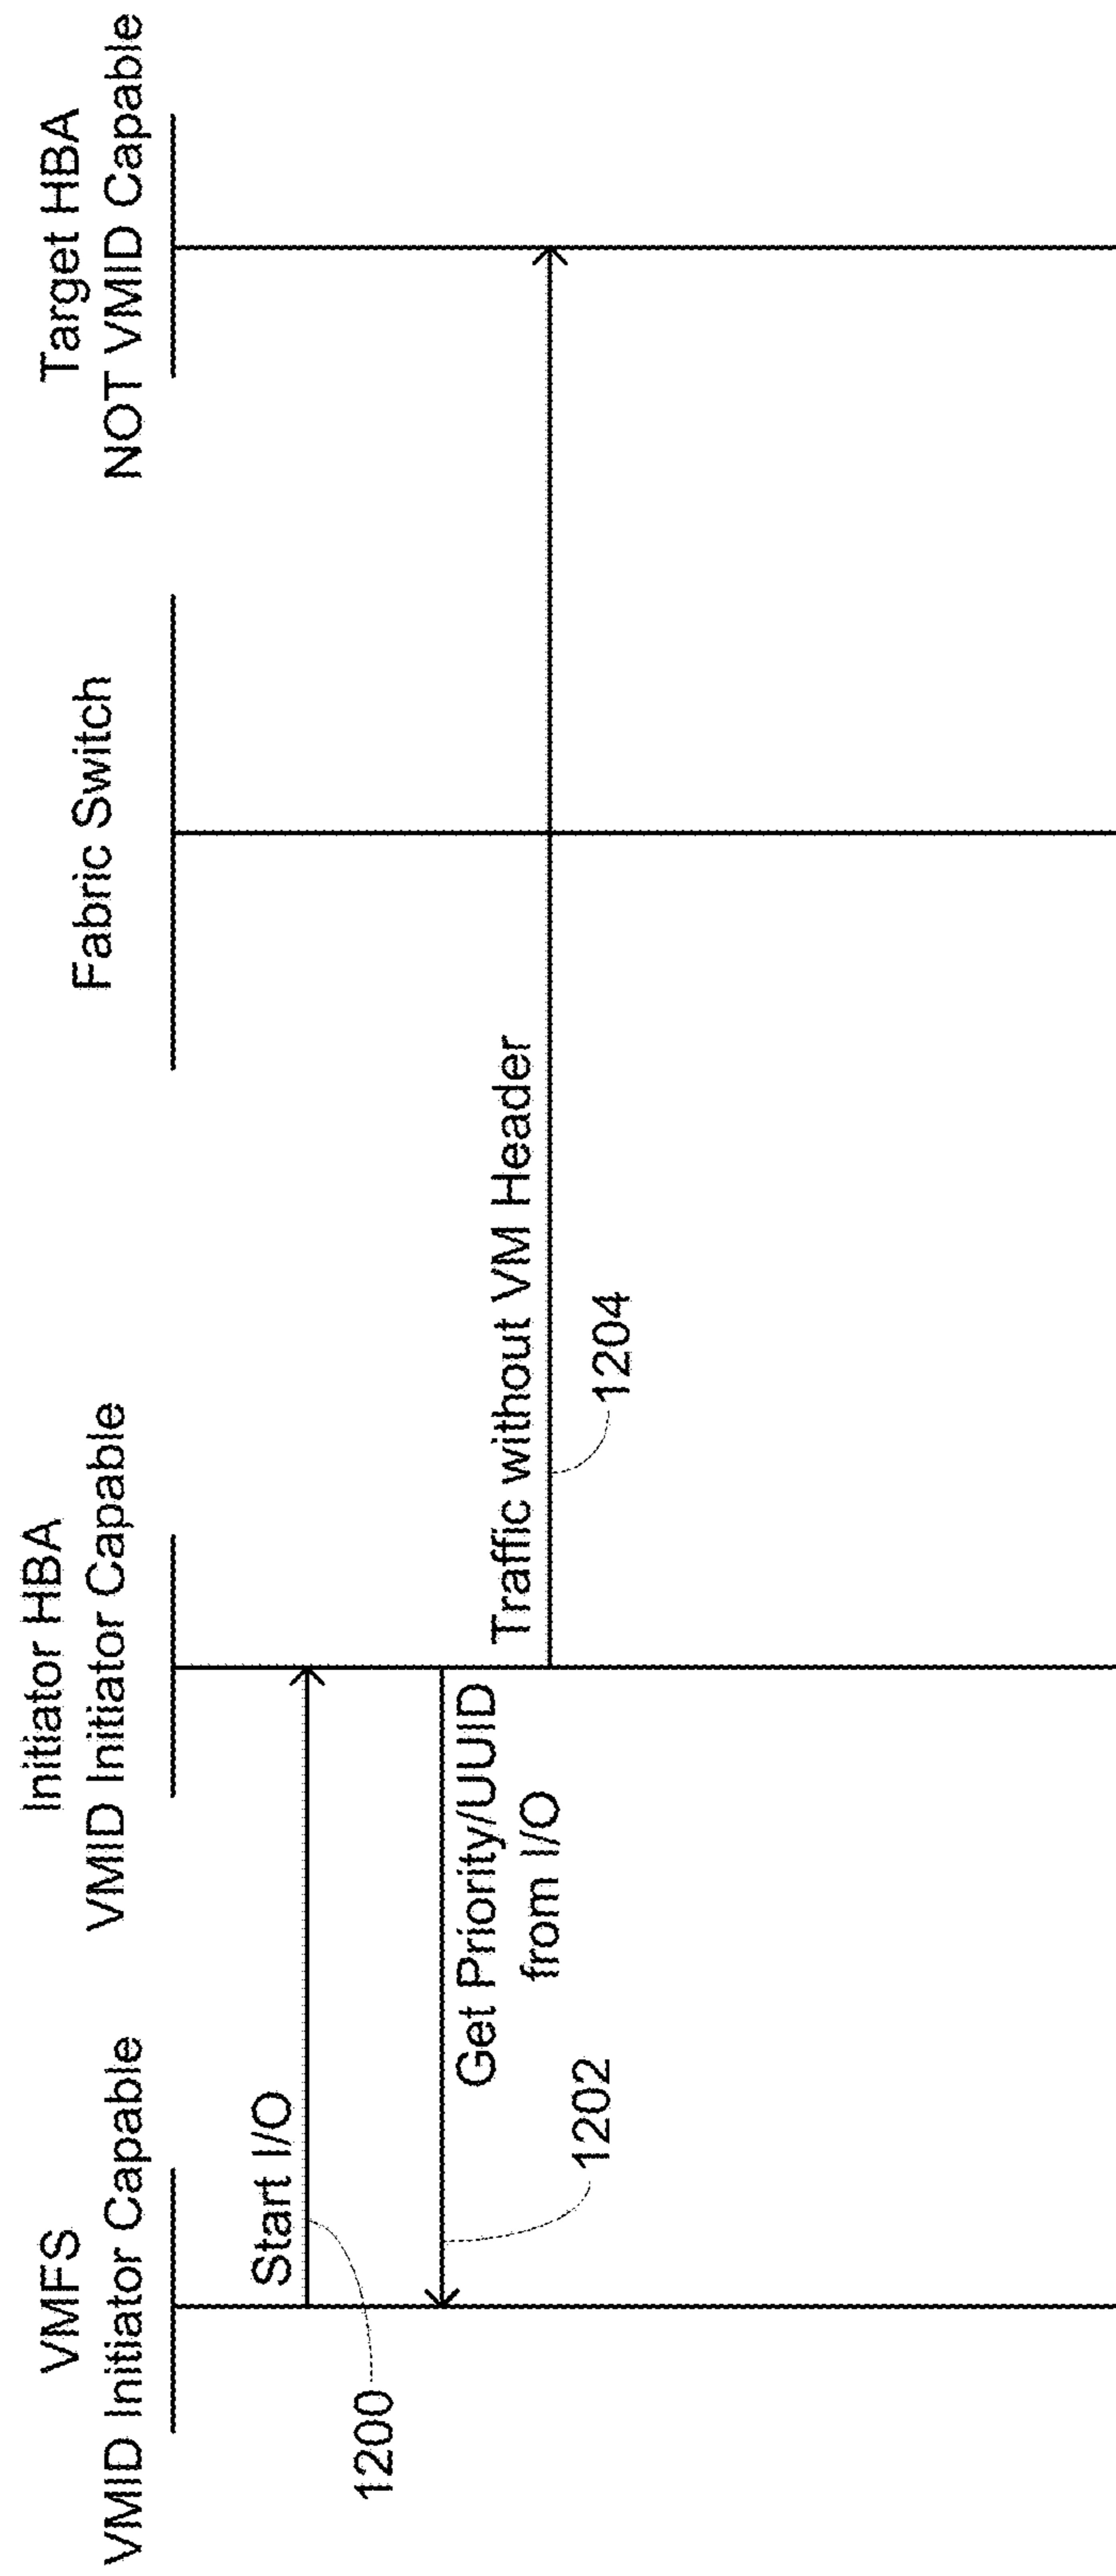 VMFS
VMID Initiator Capable
Initiator HBA
VMID Initiator Capable
Fabric Switch
Target HBA
NOT VMID Capable
Start I/O
1200
Get Priority/UUID
from I/O
1202
Traffic without VM Header
1204